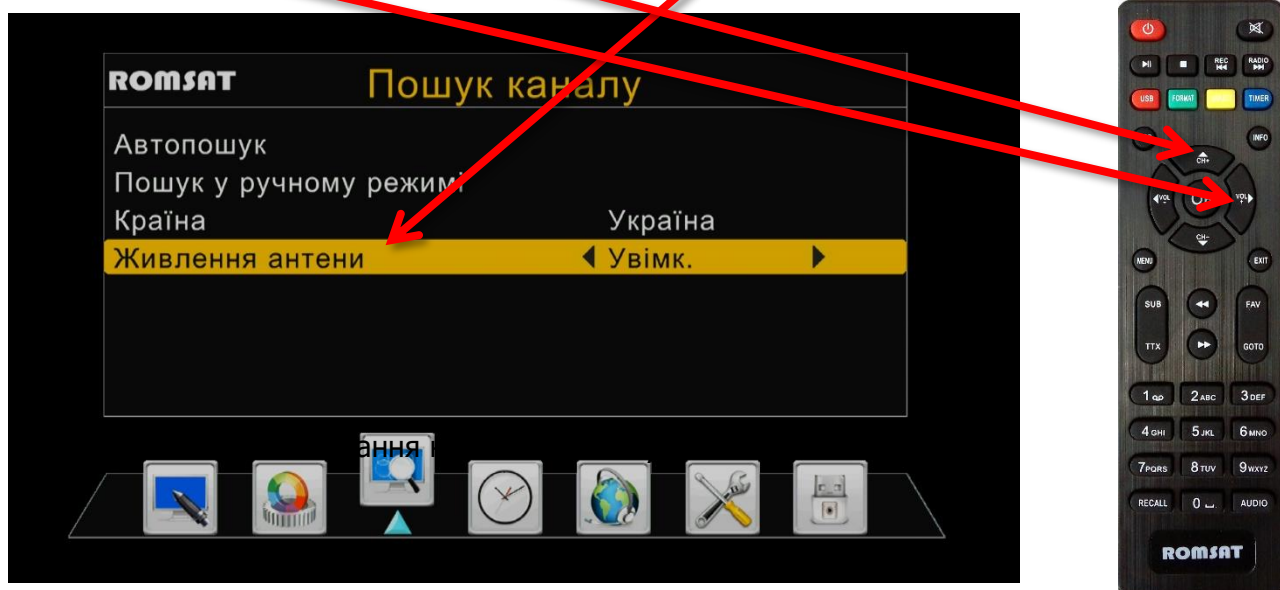 ROMSAT
Пошук каналу
Автопошук
Пошук у ручному режимі
Країна Україна
Живлення антени Увімк.
ання
REC
RADIO
USB FORMAT TIMER
INFO
CH+
VOL VOL
CH-
MENU EXIT
SUB FAV
TTX GOTO
1 2ABC 3DEF
4GHI 5JKL 6MNO
7PQRS 8TUV 9WXYZ
RECALL 0 AUDIO
ROMSAT